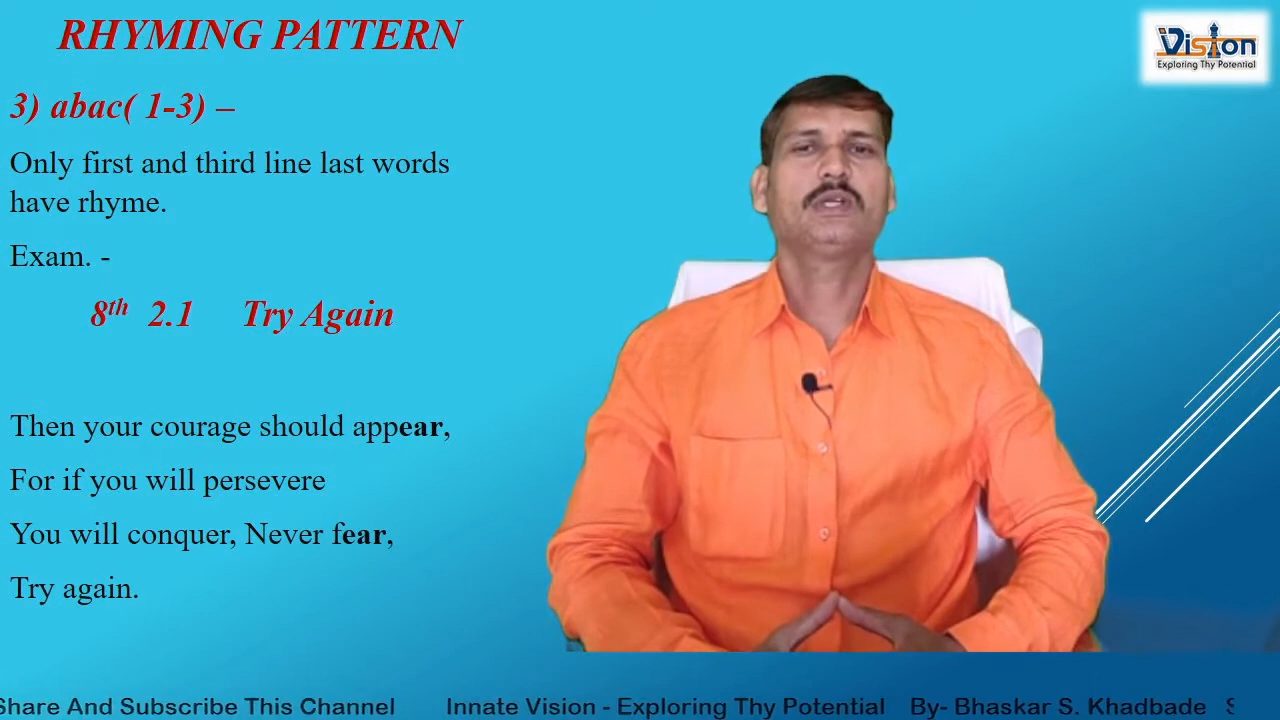 RHYMING PATTERN
Vision
Exploring Thy Potential
3) abac( 1-3) –
Only first and third line last words
have rhyme.
Exam. -
8th 2.1 Try Again
Then your courage should appear,
For if you will persevere
You will conquer, Never fear,
Try again.
Share And Subscribe This Channel Innate Vision - Exploring Thy Potential By- Bhaskar S. Khadbade S